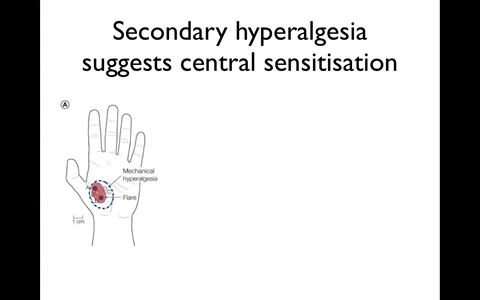 Secondary hyperalgesia
suggests central sensitisation
A
Mechanical
hyperalgesia
Flare
1 cm